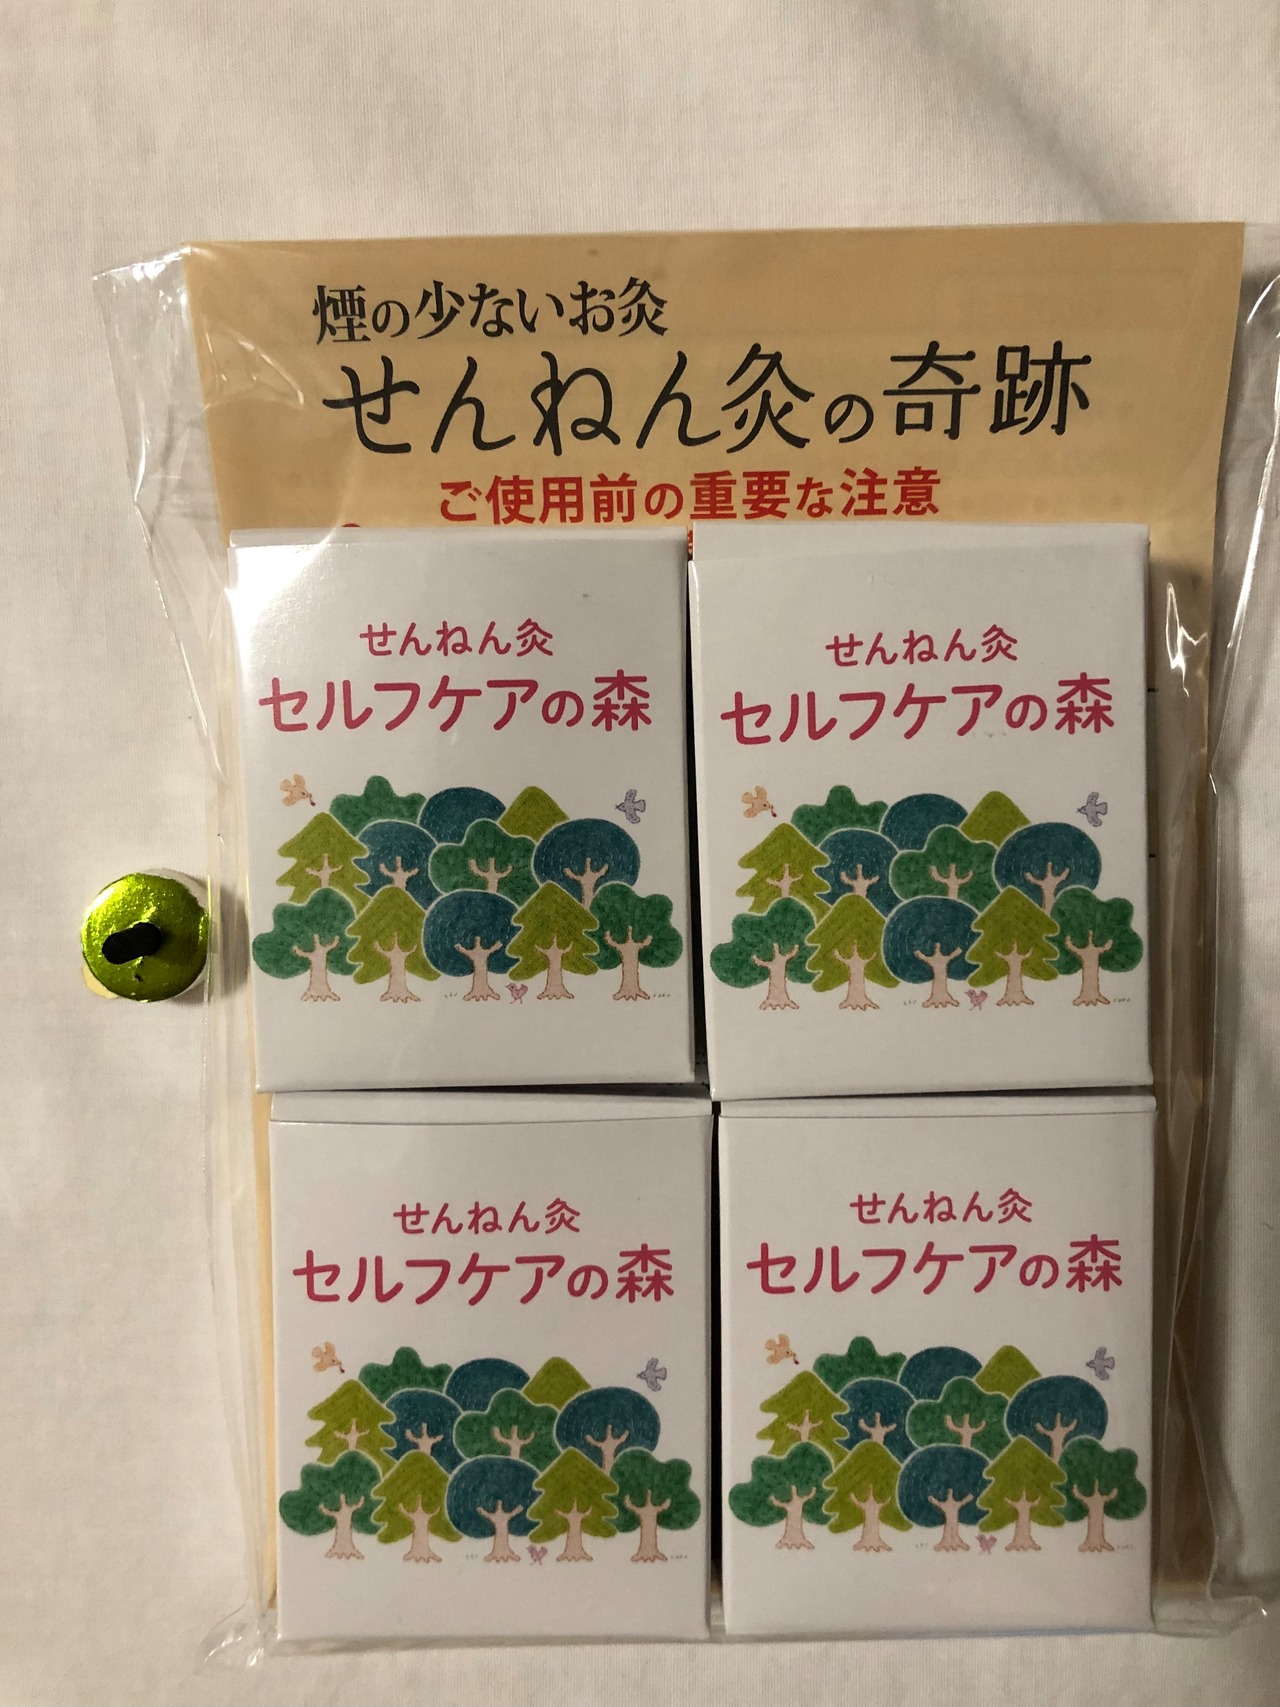 煙の少ないお灸
せんねん灸の奇跡
ご使用前の重要な注意
せんねん灸
セルフケアの森
せんねん灸
セルフケアの森
せんねん灸
セルフケアの森
せんねん灸
セルフケアの森